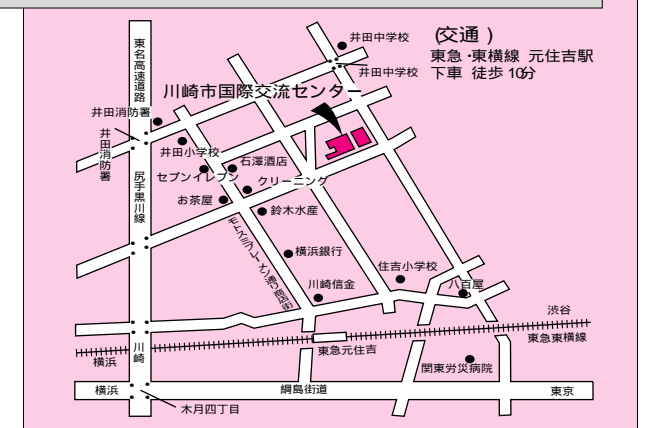 (交通)
東急・東横線 元住吉駅
下車 徒歩10分
井田中学校
井田中学校
東名高速道路
川崎市国際交流センター
井田消防署
井田消防署
井田小学校
石澤酒店
セブンイレブン
クリーニング
お茶屋
鈴木水産
尻手黒川線
モトスミブレーメン通り商店街
横浜銀行
住吉小学校
川崎信金
八百屋
渋谷
東急東横線
川崎
横浜
東急元住吉
関東労災病院
横浜
綱島街道
東京
木月四丁目